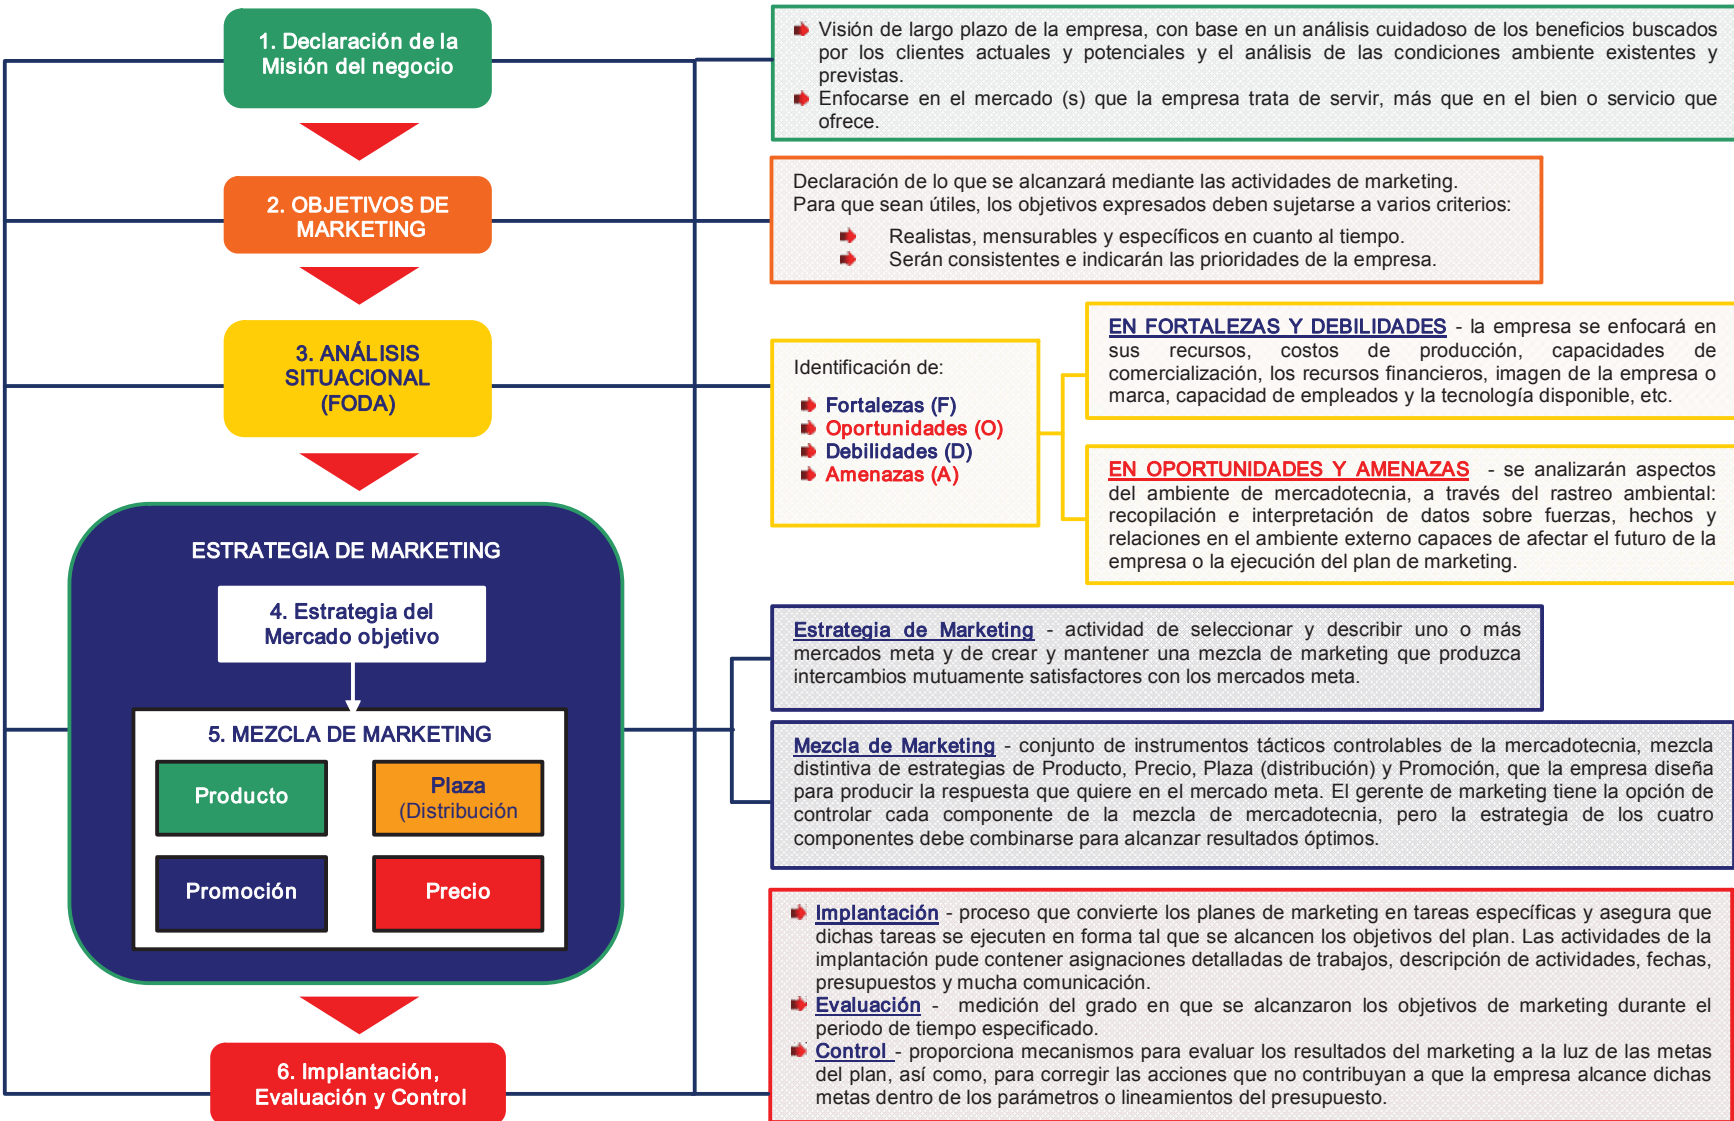 1. Declaración de la
Misión del negocio
Visión de largo plazo de la empresa, con base en un análisis cuidadoso de los beneficios buscados
por los clientes actuales y potenciales y el análisis de las condiciones ambiente existentes y
previstas.
Enfocarse en el mercado (s) que la empresa trata de servir, más que en el bien o servicio que
ofrece.
2. OBJETIVOS DE
MARKETING
Declaración de lo que se alcanzará mediante las actividades de marketing.
Para que sean útiles, los objetivos expresados deben sujetarse a varios criterios:
Realistas, mensurables y específicos en cuanto al tiempo.
Serán consistentes e indicarán las prioridades de la empresa.
3. ANÁLISIS
SITUACIONAL
(FODA)
Identificación de:
Fortalezas (F)
Oportunidades (O)
Debilidades (D)
Amenazas (A)
EN FORTALEZAS Y DEBILIDADES - la empresa se enfocará en
sus recursos, costos de producción, capacidades de
comercialización, los recursos financieros, imagen de la empresa o
marca, capacidad de empleados y la tecnología disponible, etc.
EN OPORTUNIDADES Y AMENAZAS - se analizarán aspectos
del ambiente de mercadotecnia, a través del rastreo ambiental:
recopilación e interpretación de datos sobre fuerzas, hechos y
relaciones en el ambiente externo capaces de afectar el futuro de la
empresa o la ejecución del plan de marketing.
ESTRATEGIA DE MARKETING
4. Estrategia del
Mercado objetivo
5. MEZCLA DE MARKETING
Producto
Plaza
(Distribución
Promoción
Precio
Estrategia de Marketing - actividad de seleccionar y describir uno o más
mercados meta y de crear y mantener una mezcla de marketing que produzca
intercambios mutuamente satisfactores con los mercados meta.
Mezcla de Marketing - conjunto de instrumentos tácticos controlables de la mercadotecnia, mezcla
distintiva de estrategias de Producto, Precio, Plaza (distribución) y Promoción, que la empresa diseña
para producir la respuesta que quiere en el mercado meta. El gerente de marketing tiene la opción de
controlar cada componente de la mezcla de mercadotecnia, pero la estrategia de los cuatro
componentes debe combinarse para alcanzar resultados óptimos.
6. Implantación,
Evaluación y Control
Implantación - proceso que convierte los planes de marketing en tareas específicas y asegura que
dichas tareas se ejecuten en forma tal que se alcancen los objetivos del plan. Las actividades de la
implantación pude contener asignaciones detalladas de trabajos, descripción de actividades, fechas,
presupuestos y mucha comunicación.
Evaluación - medición del grado en que se alcanzaron los objetivos de marketing durante el
periodo de tiempo especificado.
Control - proporciona mecanismos para evaluar los resultados del marketing a la luz de las metas
del plan, así como, para corregir las acciones que no contribuyan a que la empresa alcance dichas
metas dentro de los parámetros o lineamientos del presupuesto.